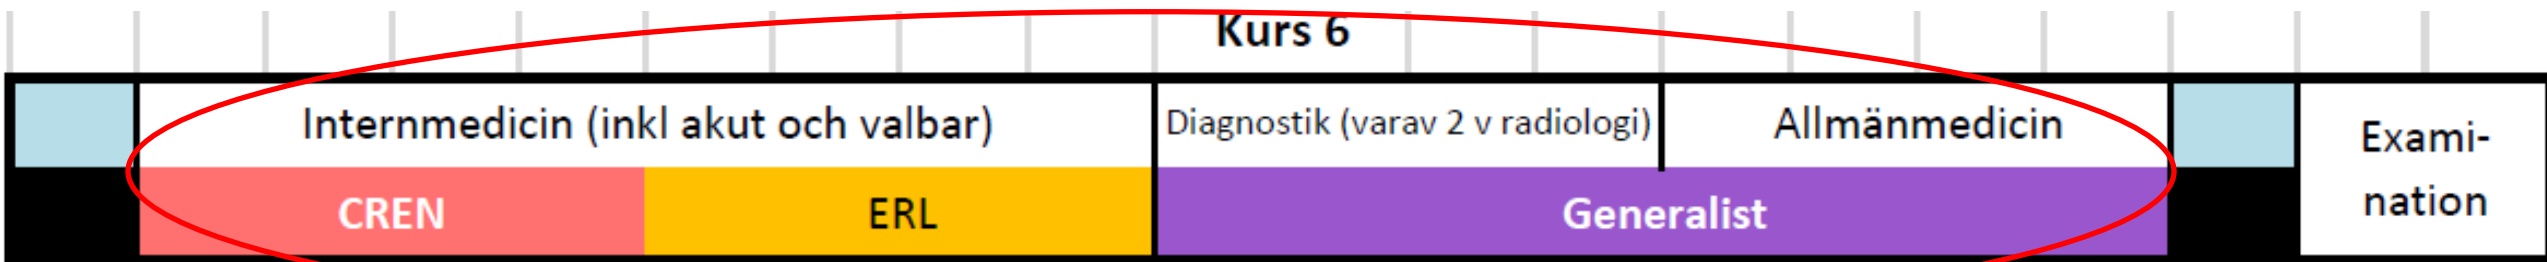 Kurs 6
Internmedicin (inkl akut och valbar)
Diagnostik (varav 2 v radiologi)
Allmänmedicin
Exami-
nation
CREN
ERL
Generalist